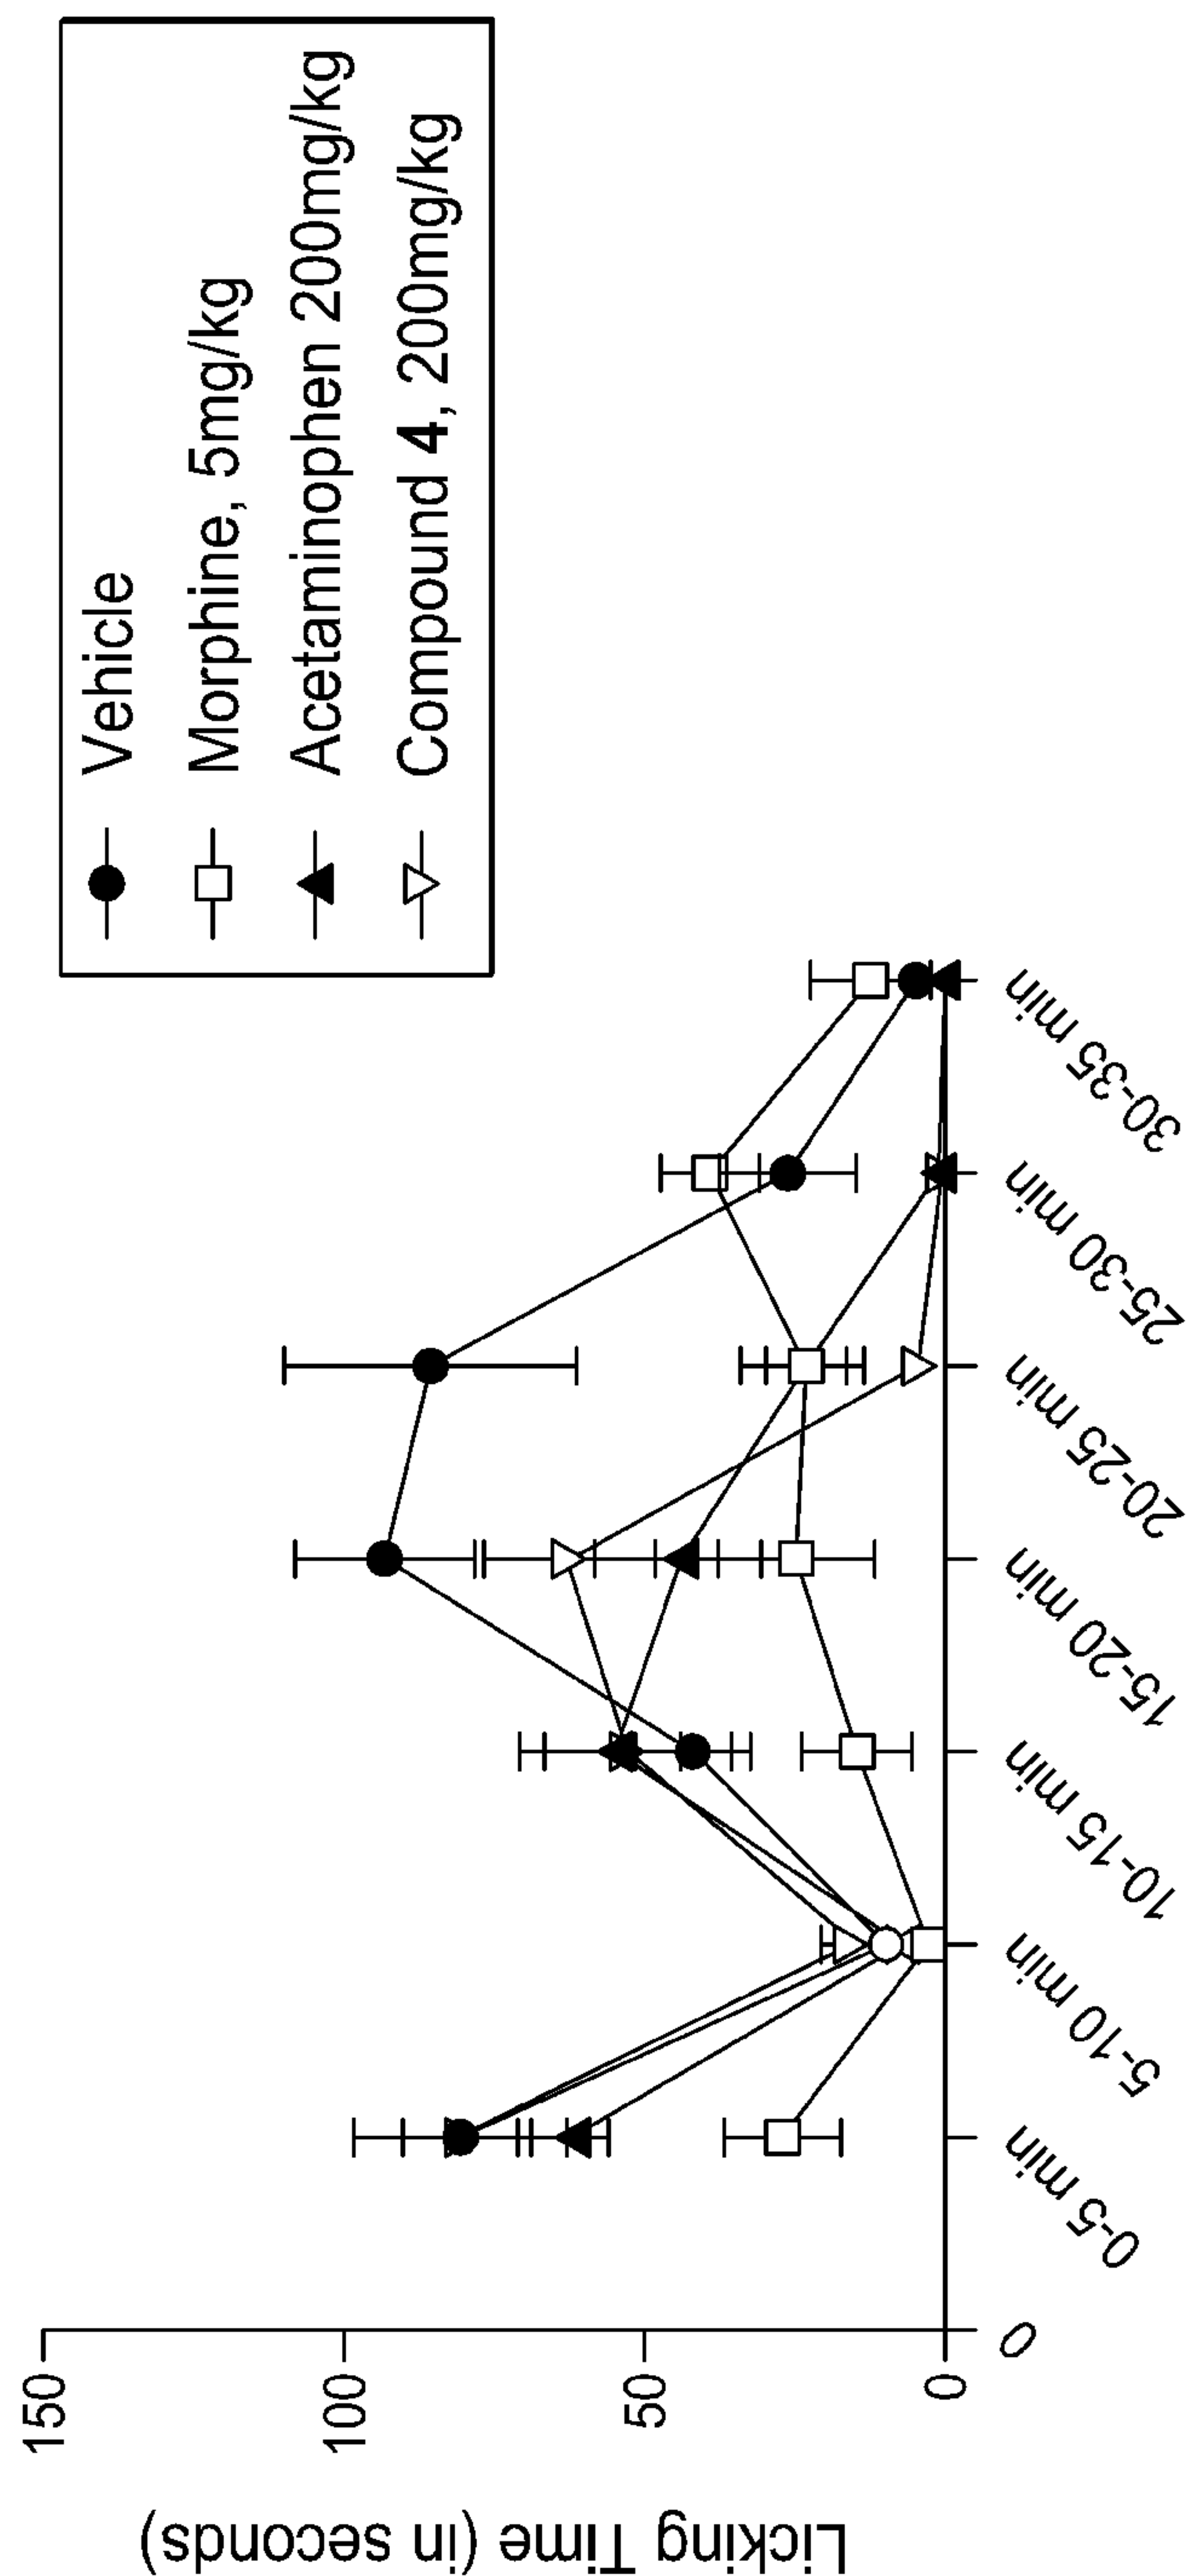 Vehicle
Morphine, 5mg/kg
Acetaminophen 200mg/kg
Compound 4, 200mg/kg
Licking Time (in seconds)
150
100
50
0
0
0-5 min
5-10 min
10-15 min
15-20 min
20-25 min
25-30 min
30-35 min